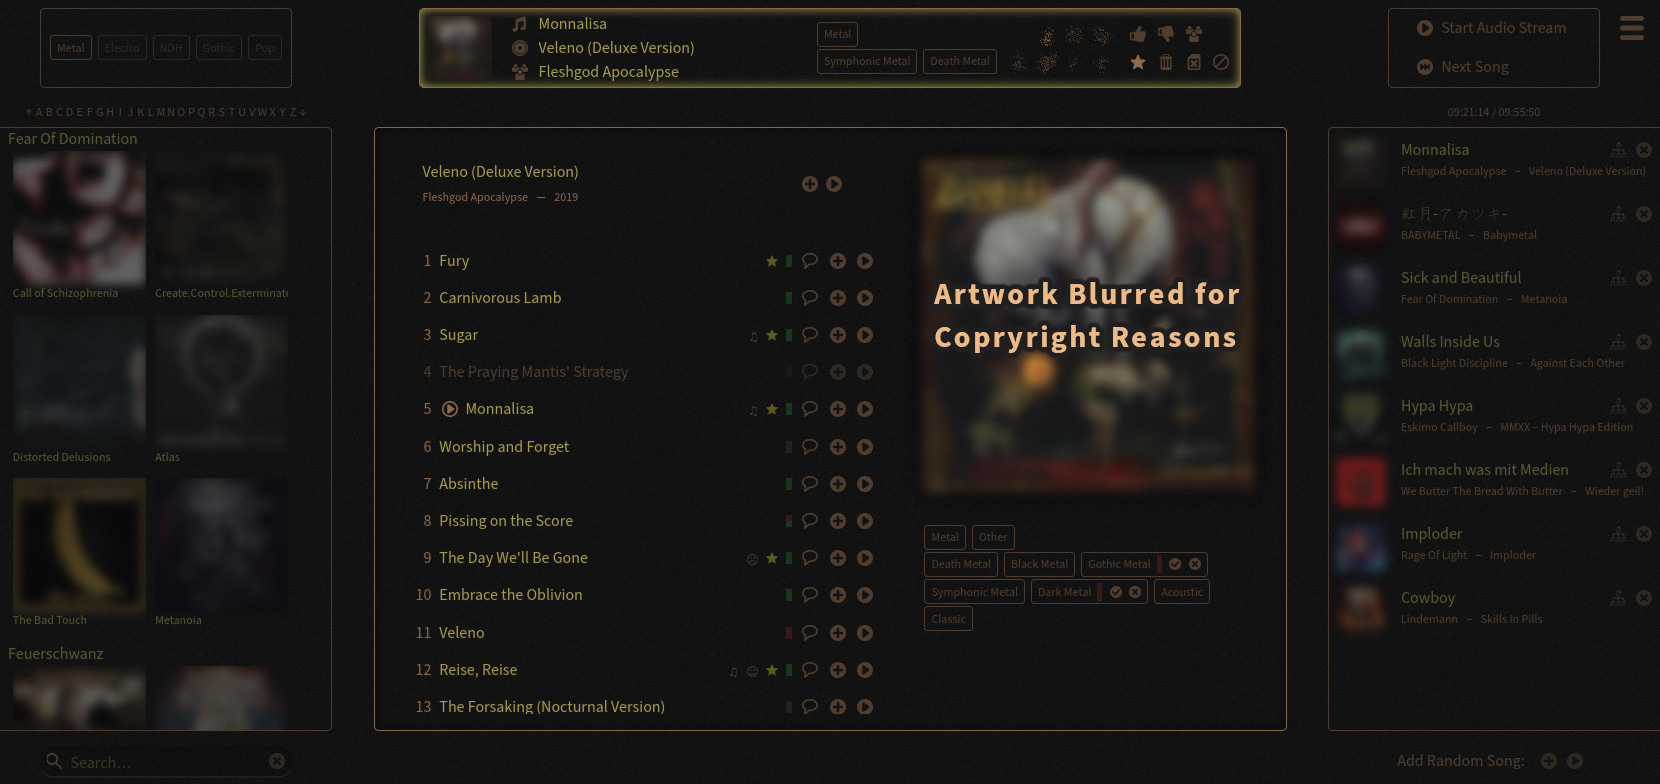 Metal Electro NDH Gothic Pop
Monnalisa
Veleno (Deluxe Version)
Fleshgod Apocalypse
Metal
Symphonic Metal Death Metal
Start Audio Stream
Next Song
↑ A B C D E F G H I J K L M N O P Q R S T U V W X Y Z ↓
09:21:14 / 09:55:50
Fear Of Domination
Call of Schizophrenia Create.Control.Exterminate
Distorted Delusions Atlas
The Bad Touch Metanoia
Feuerschwanz
Search…
Veleno (Deluxe Version)
Fleshgod Apocalypse — 2019
1 Fury
2 Carnivorous Lamb
3 Sugar
4 The Praying Mantis' Strategy
5 Monnalisa
6 Worship and Forget
7 Absinthe
8 Pissing on the Score
9 The Day We'll Be Gone
10 Embrace the Oblivion
11 Veleno
12 Reise, Reise
13 The Forsaking (Nocturnal Version)
Artwork Blurred for
Copryright Reasons
Metal Other
Death Metal Black Metal Gothic Metal
Symphonic Metal Dark Metal Acoustic
Classic
Monnalisa
Fleshgod Apocalypse – Veleno (Deluxe Version)
紅月-アカツキ-
BABYMETAL – Babymetal
Sick and Beautiful
Fear Of Domination – Metanoia
Walls Inside Us
Black Light Discipline – Against Each Other
Hypa Hypa
Eskimo Callboy – MMXX – Hypa Hypa Edition
Ich mach was mit Medien
We Butter The Bread With Butter – Wieder geil!
Imploder
Rage Of Light – Imploder
Cowboy
Lindemann – Skills In Pills
Add Random Song: